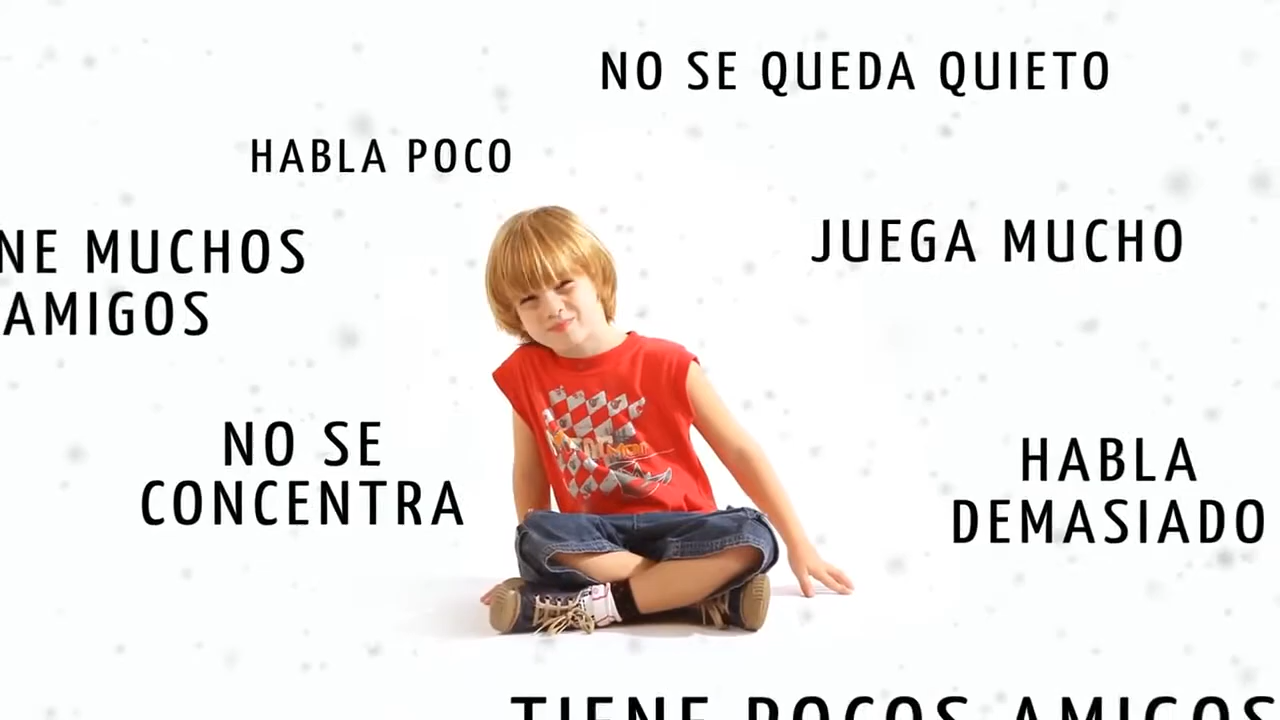 NO SE QUEDA QUIETO
HABLA POCO
NE MUCHOS
AMIGOS
JUEGA MUCHO
NO SE
CONCENTRA
HABLA
DEMASIADO
TIENE POCOS AMIGOS